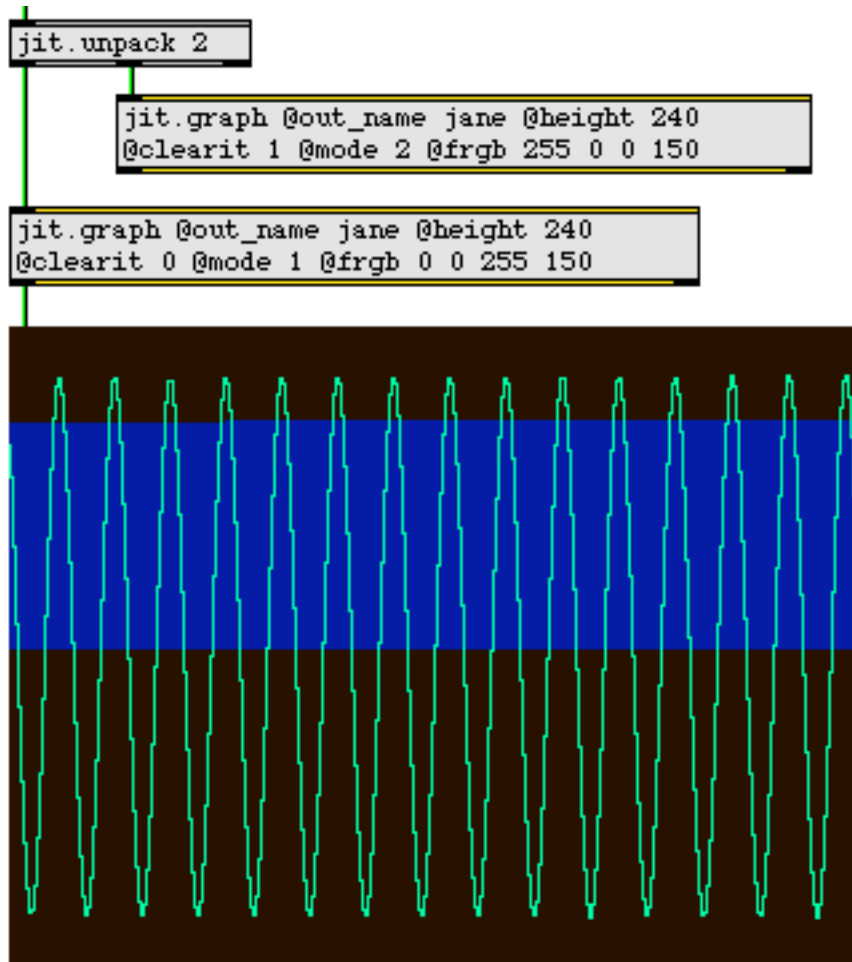 jit.unpack 2
jit.graph @out_name jane @height 240
@clearit 1 @mode 2 @frgb 255 0 0 150
jit.graph @out_name jane @height 240
@clearit 0 @mode 1 @frgb 0 0 255 150